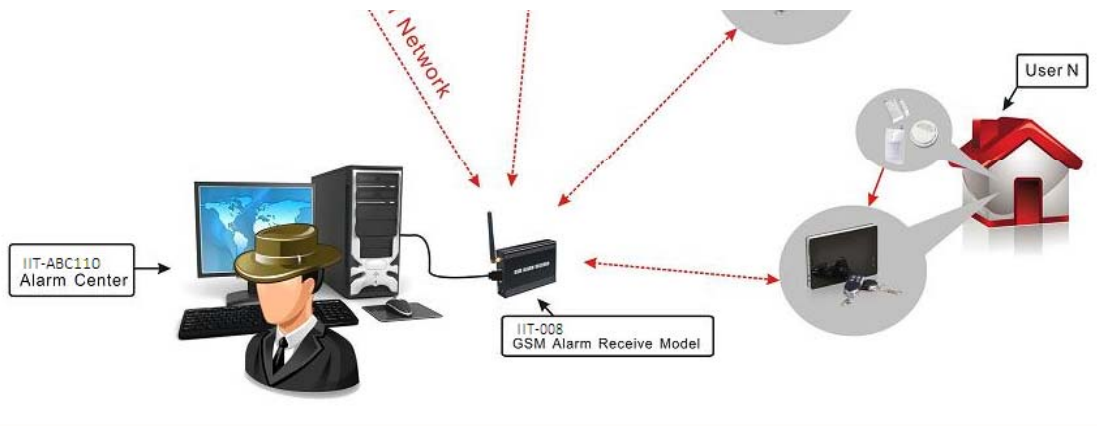 Network
User N
IIT-ABC110
Alarm Center
IIT-008
GSM Alarm Receive Model